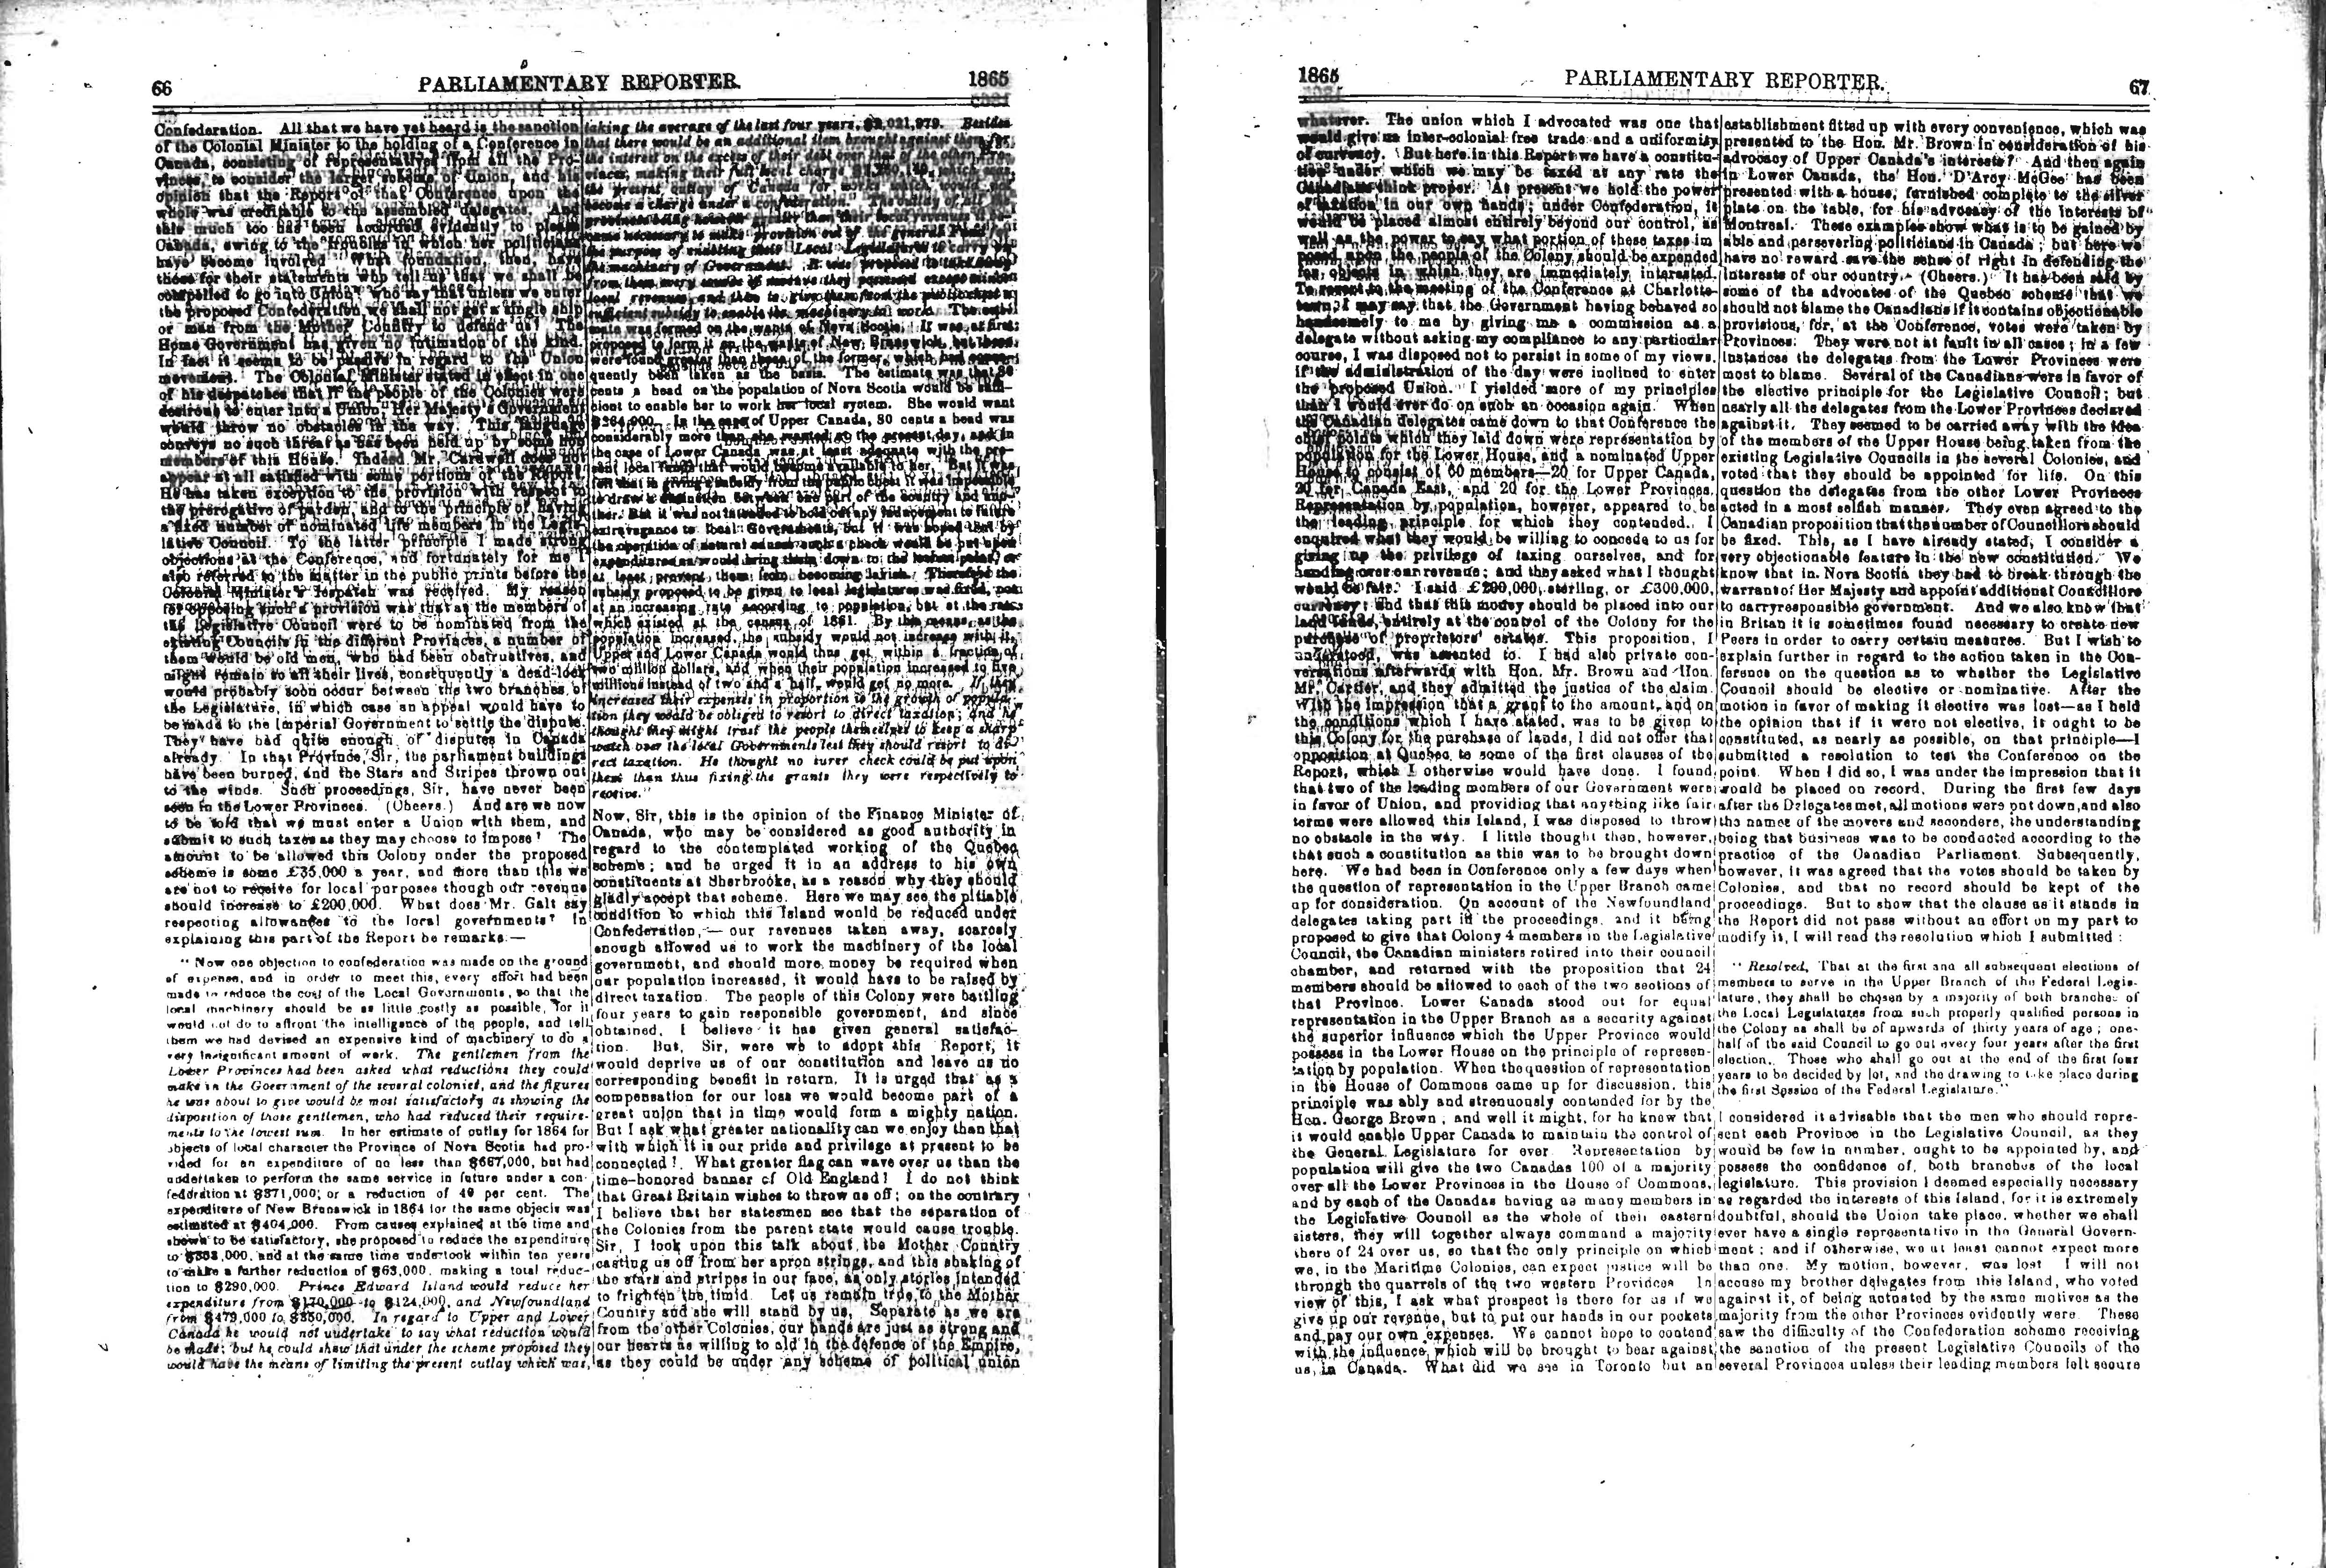 66 PARLIAMENTARY REPORTER. 1865
Confederation. All that we have yet heard is the sanction
of the Colonial Minister to the holding of a Conference in
Canada, consisting of representatives from all the Pro-
vinces, to consider the larger scheme of Union, and his
opinion that the Report of that Conference upon the
whole was creditable to the assembled delegates. And
this much too has been accorded evidently to please
Canada, owing to the troubles in which her politicians
have become involved. What foundation, then, have
those for their statements who tell us that we shall be
compelled to go into Union; who say that unless we enter
the proposed Confederation we shall not get a single ship
or man from the Mother Country to defend us? The
Home Government has given no intimation of the kind.
In fact it seems to be in regard to the Union
movement. The Colonial Minister stated in effect in one
of his despatches that if the people of the Colonies were
desirous to enter into a Union, Her Majesty's Government
would throw no obstacles in the way. This language
conveys no such threat as has been held up by some hon
members of this House. Indeed Mr. Cardwell does not
appear at all satisfied with some portions of the Report.
He has taken exception to the provision with respect to
the prerogative of pardon, and to the principle of having
a fixed number of nominated life members in the Legis-
lative Council. To the latter principle I made strong
objections at the Conference, and fortunately for me I
also referred to the matter in the public prints before the
Colonial Minister's despatch was received. My reason
for opposing such a provision was that as the members of
the Legislative Council were to be nominated from the
existing Councils in the different Provinces, a number of
them would be old men, who had been obstructives, and
might remain so all their lives, consequently a dead-lock
would probably soon occur between the two branches of
the Legislature, in which case an appeal would have to
be made to the Imperial Government to settle the dispute.
They have had quite enough of disputes in Canada
already. In that Province, Sir, the parliament buildings
have been burned, and the Stars and Stripes thrown out
to the winds. Such proceedings, Sir, have never been
seen in the Lower Provinces. (Cheers.) And are we now
to be told that we must enter a Union with them, and
submit to such taxes as they may choose to impose? The
amount to be allowed this Colony under the proposed
scheme is some £35,000 a year, and more than this we
are not to receive for local purposes though our revenue
should increase to £200,000. What does Mr. Galt say
respecting allowances to the local governments? In
explaining this part of the Report he remarks:—
"Now one objection to confederation was made on the ground
of expense, and in order to meet this, every effort had been
made to reduce the cost of the Local Governments, so that the
local machinery should be as little costly as possible, for it
would not do to affront the intelligence of the people, and tell
them we had devised an expensive kind of machinery to do a
very insignificant amount of work. The gentlemen from the
Lower Provinces had been asked what reductions they could
make in the Government of the several colonies, and the figures
he was about to give would be most satisfactory as showing the
disposition of those gentlemen, who had reduced their require-
ments to the lowest sum. In her estimate of outlay for 1864 for
objects of local character the Province of Nova Scotia had pro-
vided for an expenditure of no less than $667,000, but had
undertaken to perform the same service in future under a con-
federation at $371,000; or a reduction of 40 per cent. The
expenditure of New Brunswick in 1864 for the same objects was
estimated at $404,000. From causes explained at the time and
shown to be satisfactory, she proposed to reduce the expenditure
to $353,000, and at the same time undertook within ten years
to make a further reduction of $63,000, making a total reduc-
tion to $290,000. Prince Edward Island would reduce her
expenditure from $170,000 to $124,000, and Newfoundland
from $479,000 to $350,000. In regard to Upper and Lower
Canada he would not undertake to say what reduction would
be made; but he could show that under the scheme proposed they
would have the means of limiting the present outlay which was,
taking the average of the last four years, $2,021,979. Besides
that there would be an additional item brought against them for
the interest on the excess of their debt over that of the other Pro-
vinces, making their full local charge which was
the present outlay of Canada for works which would not
become a charge under a confederation. The outlay of all the
provinces being however greater than their local revenues it be-
came necessary to make provision out of the general Fund for
the purpose of enabling their Local Legislatures to carry on
the machinery of Government. It was proposed to take away
from them every source of revenue they possessed except minor
local revenues, and then to give them from the public chest a
sufficient subsidy to enable the machinery to work. The esti-
mate was formed on the wants of Nova Scotia. It was at first
proposed to form it on the wants of New Brunswick, but these
were found greater than those of the former, which had conse-
quently been taken as the basis. The estimate was that 80
cents a head on the population of Nova Scotia would be suffi-
cient to enable her to work her local system. She would want
$264,000. In the case of Upper Canada, 80 cents a head was
considerably more than she wanted at the present day, and in
the case of Lower Canada was at least adequate with the pre-
sent local funds that would become available to her. But it was
felt that in giving a subsidy from the public chest it was impossible
to draw a distinction between one part of the country and ano-
ther. But it was not intended to hold out any inducement to future
extravagance to local Governments, but it was hoped that by
the operation of natural causes such a check would be put upon
expenditure as would bring them down to the lowest point, or
at least prevent them from becoming lavish. Therefore the
subsidy proposed to be given to local legislatures was fixed, not
at an increasing rate according to population, but at the rate
which existed at the census of 1861. By this means, as the
population increased, the subsidy would not increase with it.
Upper and Lower Canada would thus get within a fraction of
two million dollars, and when their population increased to five
millions instead of two and a half, would get no more. If they
increased their expenses in proportion to the growth of popula-
tion they would be obliged to resort to direct taxation; and he
thought they might trust the people themselves to keep a sharp
watch over the local Governments lest they should resort to di-
rect taxation. He thought no surer check could be put upon
them than thus fixing the grants they were respectively to
receive."
Now, Sir, this is the opinion of the Finance Minister of
Canada, who may be considered as good authority in
regard to the contemplated working of the Quebec
scheme; and he urged it in an address to his own
constituents at Sherbrooke, as a reason why they should
gladly accept that scheme. Here we may see the pitiable
condition to which this Island would be reduced under
Confederation,—our revenues taken away, scarcely
enough allowed us to work the machinery of the local
government, and should more money be required when
our population increased, it would have to be raised by
direct taxation. The people of this Colony were battling
four years to gain responsible government, and since
obtained, I believe it has given general satisfac-
tion. But, Sir, were we to adopt this Report, it
would deprive us of our constitution and leave us no
corresponding benefit in return. It is urged that as a
compensation for our loss we would become part of a
great union that in time would form a mighty nation.
But I ask what greater nationality can we enjoy than that
with which it is our pride and privilege at present to be
connected? What greater flag can wave over us than the
time-honored banner of Old England! I do not think
that Great Britain wishes to throw us off; on the contrary
I believe that her statesmen see that the separation of
the Colonies from the parent state would cause trouble.
Sir, I look upon this talk about the Mother Country
casting us off from her apron strings, and this shaking of
the stars and stripes in our face, as only stories intended
to frighten the timid. Let us remain true to the Mother
Country and she will stand by us. Separate as we are
from the other Colonies, our hands are just as strong and
our hearts as willing to aid in the defence of the Empire,
as they could be under any scheme of political union
1865 PARLIAMENTARY REPORTER. 67
whatever. The union which I advocated was one that
would give us inter-colonial free trade and a uniformity
of currency. But here in this Report we have a constitu-
tion under which we may be taxed at any rate the
Canadians think proper. At present we hold the power
of taxation in our own hands; under Confederation, it
would be placed almost entirely beyond our control, as
well as the power to say what portion of these taxes im
posed upon the people of the Colony should be expended
for objects in which they are immediately interested.
To revert to the meeting of the Conference at Charlotte-
town, I may say that the Government having behaved so
handsomely to me by giving me a commission as a
delegate without asking my compliance to any particular
course, I was disposed not to persist in some of my views,
if the administration of the day were inclined to enter
the proposed Union. I yielded more of my principles
than I would ever do on such an occasion again. When
the Canadian delegates came down to that Conference the
chief points which they laid down were representation by
population for the Lower House, and a nominated Upper
House to consist of 60 members—20 for Upper Canada,
20 for Canada East, and 20 for the Lower Provinces.
Representation by population, however, appeared to be
the leading principle for which they contended. I
enquired what they would be willing to concede to us for
giving up the privilege of taxing ourselves, and for
handing over our revenue; and they asked what I thought
would be fair. I said £200,000, sterling, or £300,000,
currency; and that this money should be placed into our
land funds, entirely at the control of the Colony for the
purchase of proprietors' estates. This proposition, I
understood, was assented to. I had also private con-
versations afterwards with Hon. Mr. Brown and Hon.
Mr. Cartier, and they admitted the justice of the claim.
With the impression that a grant to the amount, and on
the conditions which I have stated, was to be given to
this Colony for the purchase of lands, I did not offer that
opposition at Quebec to some of the first clauses of the
Report, which I otherwise would have done. I found
that two of the leading members of our Government were
in favor of Union, and providing that anything like fair
terms were allowed this Island, I was disposed to throw
no obstacle in the way. I little thought then, however,
that such a constitution as this was to be brought down
here. We had been in Conference only a few days when
the question of representation in the Upper Branch came
up for consideration. On account of the Newfoundland
delegates taking part in the proceedings, and it being
proposed to give that Colony 4 members in the Legislative
Council, the Canadian ministers retired into their council
chamber, and returned with the proposition that 24
members should be allowed to each of the two sections of
that Province. Lower Canada stood out for equal
representation in the Upper Branch as a security against
the superior influence which the Upper Province would
possess in the Lower House on the principle of represen-
tation by population. When the question of representation
in the House of Commons came up for discussion, this
principle was ably and strenuously contended for by the
Hon. George Brown, and well it might, for he knew that
it would enable Upper Canada to maintain the control of
the General Legislature for ever. Representation by
population will give the two Canadas 100 of a majority
over all the Lower Provinces in the House of Commons,
and by each of the Canadas having as many members in
the Legislative Council as the whole of their eastern
sisters, they will together always command a majority
there of 24 over us, so that the only principle on which
we, in the Maritime Colonies, can expect justice will be
through the quarrels of the two western Provinces In
view of this, I ask what prospect is there for us if we
give up our revenue, but to put our hands in our pockets
and pay our own expenses. We cannot hope to contend
with the influence which will be brought to bear against
us, in Canada. What did we see in Toronto but an
establishment fitted up with every convenience, which was
presented to the Hon. Mr. Brown in consideration of his
advocacy of Upper Canada's interests? And then again
in Lower Canada, the Hon. D'Arcy McGee has been
presented with a house, furnished complete to the silver
plate on the table, for his advocacy of the interests of
Montreal. These examples show what is to be gained by
able and persevering politicians in Canada; but here we
have no reward save the sense of right in defending the
interests of our country. (Cheers.) It has been said by
some of the advocates of the Quebec scheme that we
should not blame the Canadians if it contains objectionable
provisions, for, at the Conference, votes were taken by
Provinces. They were not at fault in all cases; in a few
instances the delegates from the Lower Provinces were
most to blame. Several of the Canadians were in favor of
the elective principle for the Legislative Council; but
nearly all the delegates from the Lower Provinces declared
against it. They seemed to be carried away with the idea
of the members of the Upper House being taken from the
existing Legislative Councils in the several Colonies, and
voted that they should be appointed for life. On this
question the delegates from the other Lower Provinces
acted in a most selfish manner. They even agreed to the
Canadian proposition that the number of Councillors should
be fixed. This, as I have already stated, I consider a
very objectionable feature in the new constitution. We
know that in Nova Scotia they had to break through the
warrant of Her Majesty and appoint additional Councillors
to carry responsible government. And we also know that
in Britan it is sometimes found necessary to create new
Peers in order to carry certain measures. But I wish to
explain further in regard to the action taken in the Con-
ference on the question as to whether the Legislative
Council should be elective or nominative. After the
motion in favor of making it elective was lost—as I held
the opinion that if it were not elective, it ought to be
constituted, as nearly as possible, on that principle—I
submitted a resolution to test the Conference on the
point. When I did so, I was under the impression that it
would be placed on record. During the first few days
after the Delegates met, all motions were put down, and also
the names of the movers and seconders, the understanding
being that business was to be conducted according to the
practice of the Canadian Parliament. Subsequently,
however, it was agreed that the votes should be taken by
Colonies, and that no record should be kept of the
proceedings. But to show that the clause as it stands in
the Report did not pass without an effort on my part to
modify it, I will read the resolution which I submitted:
"Resolved, That at the first and all subsequent elections of
members to serve in the Upper Branch of the Federal Legis-
lature, they shall be chosen by a majority of both branches of
the Local Legislatures from such properly qualified persons in
the Colony as shall be of upwards of thirty years of age; one-
half of the said Council to go out every four years after the first
election. Those who shall go out at the end of the first four
years to be decided by lot, and the drawing to take place during
the first Session of the Federal Legislature."
I considered it advisable that the men who should repre-
sent each Province in the Legislative Council, as they
would be few in number, ought to be appointed by, and
possess the confidence of, both branches of the local
legislature. This provision I deemed especially necessary
as regarded the interests of this Island, for it is extremely
doubtful, should the Union take place, whether we shall
ever have a single representative in the General Govern-
ment; and if otherwise, we at least cannot expect more
than one. My motion, however, was lost I will not
accuse my brother delegates from this Island, who voted
against it, of being actuated by the same motives as the
majority from the other Provinces evidently were. These
saw the difficulty of the Confederation scheme receiving
the sanction of the present Legislative Councils of the
several Provinces unless their leading members felt secure